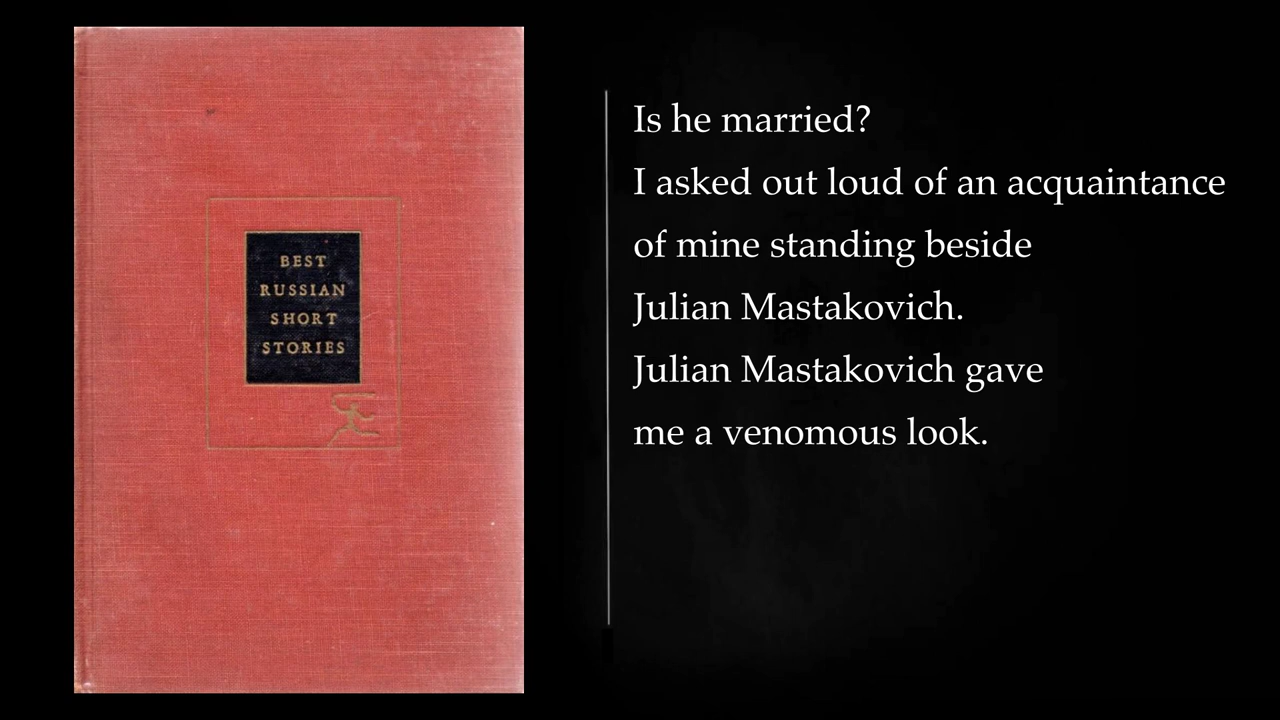 BEST
RUSSIAN
SHORT
STORIES
Is he married?
I asked out loud of an acquaintance
of mine standing beside
Julian Mastakovich.
Julian Mastakovich gave
me a venomous look.